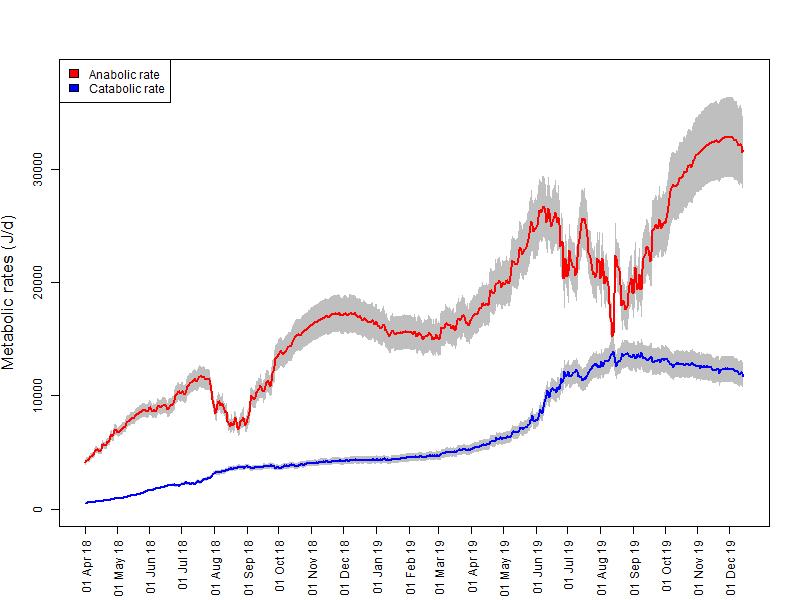 Anabolic rate
Catabolic rate
Metabolic rates (J/d)
0
10000
20000
30000
01 Apr 18
01 May 18
01 Jun 18
01 Jul 18
01 Aug 18
01 Sep 18
01 Oct 18
01 Nov 18
01 Dec 18
01 Jan 19
01 Feb 19
01 Mar 19
01 Apr 19
01 May 19
01 Jun 19
01 Jul 19
01 Aug 19
01 Sep 19
01 Oct 19
01 Nov 19
01 Dec 19